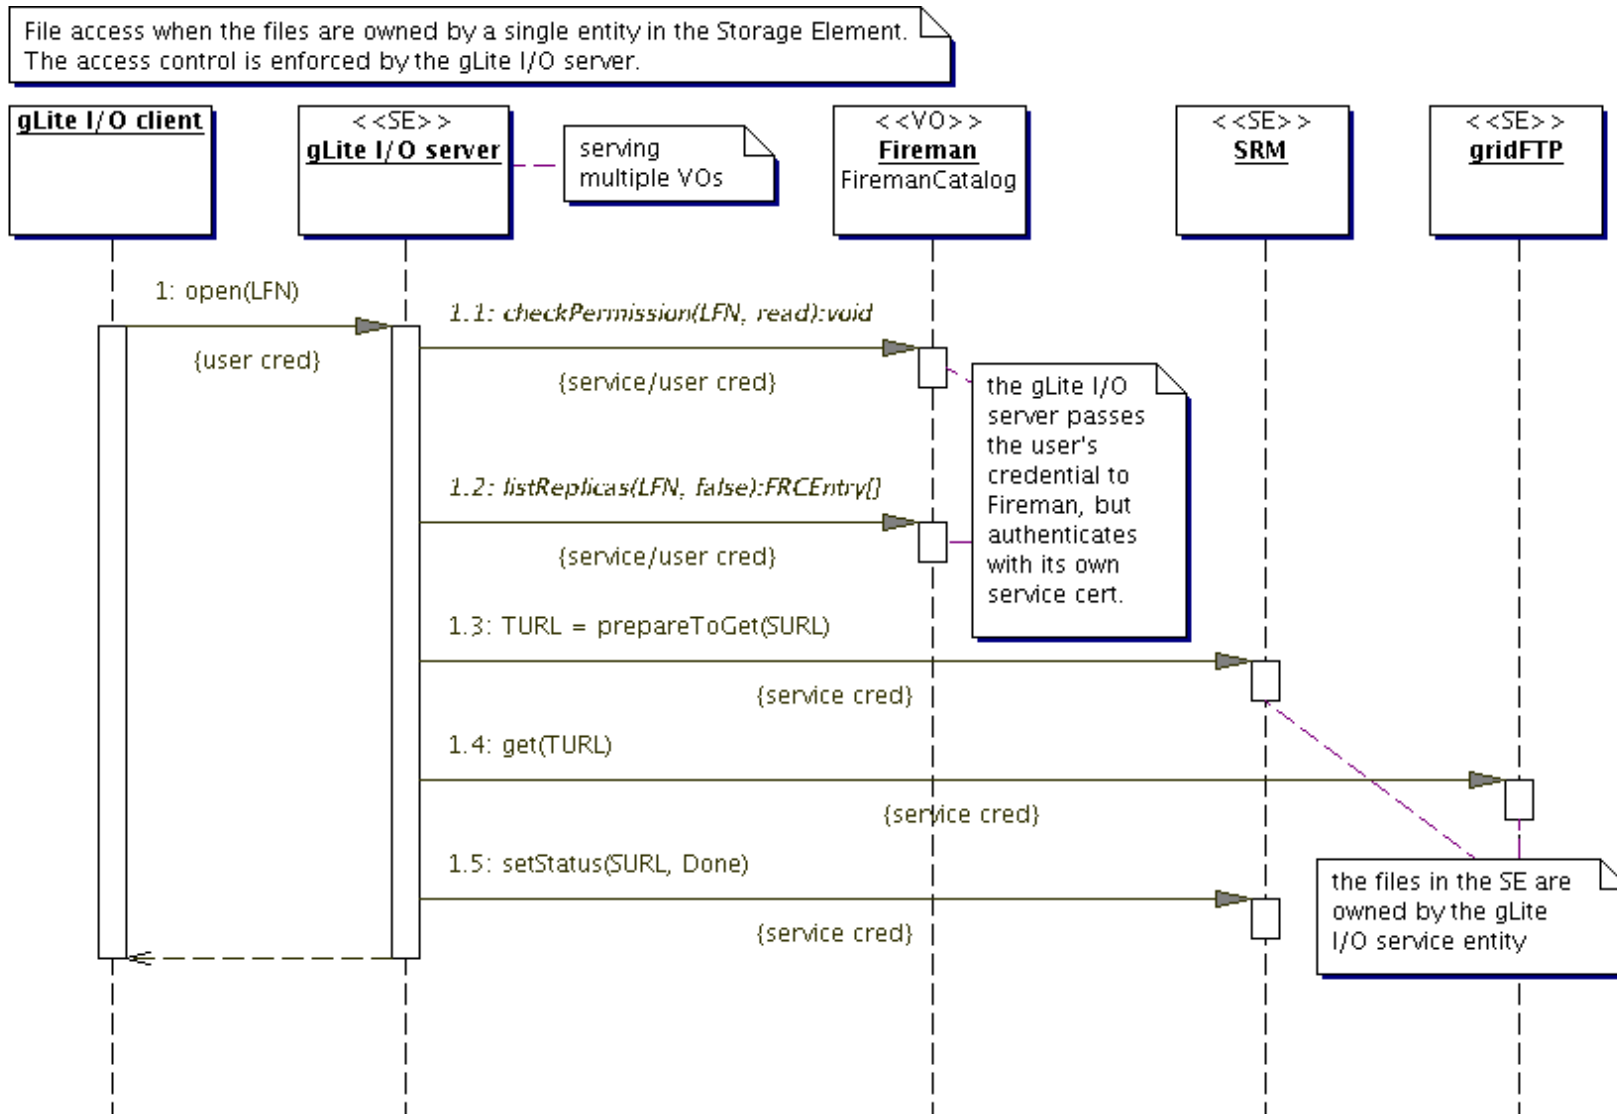 File access when the files are owned by a single entity in the Storage Element.
The access control is enforced by the gLite I/O server.
gLite I/O client
<<SE>>
gLite I/O server
serving
multiple VOs
<<VO>>
Fireman
FiremanCatalog
<<SE>>
SRM
<<SE>>
gridFTP
1: open(LFN)
{user cred}
1.1: checkPermission(LFN, read):void
{service/user cred}
the gLite I/O
server passes
the user's
credential to
Fireman, but
authenticates
with its own
service cert.
1.2: listReplicas(LFN, false):FRCEntry[]
{service/user cred}
1.3: TURL = prepareToGet(SURL)
{service cred}
1.4: get(TURL)
{service cred}
1.5: setStatus(SURL, Done)
{service cred}
the files in the SE are
owned by the gLite
I/O service entity